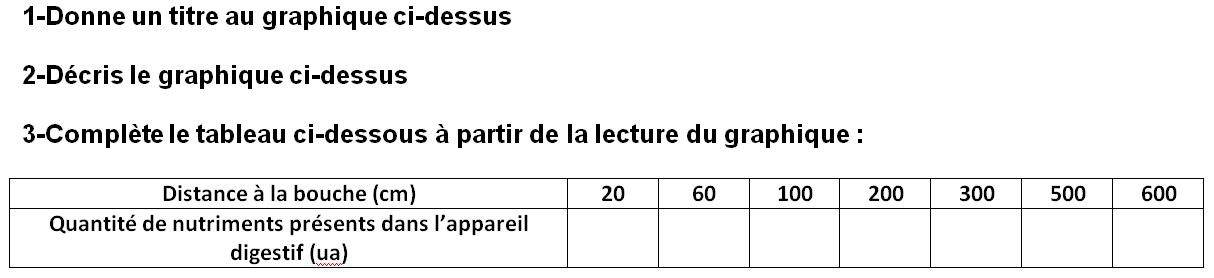 1-Donne un titre au graphique ci-dessus
2-Décris le graphique ci-dessus
3-Complète le tableau ci-dessous à partir de la lecture du graphique :
Distance à la bouche (cm) 20 60 100 200 300 500 600
Quantité de nutriments présents dans l'appareil
digestif (ua)